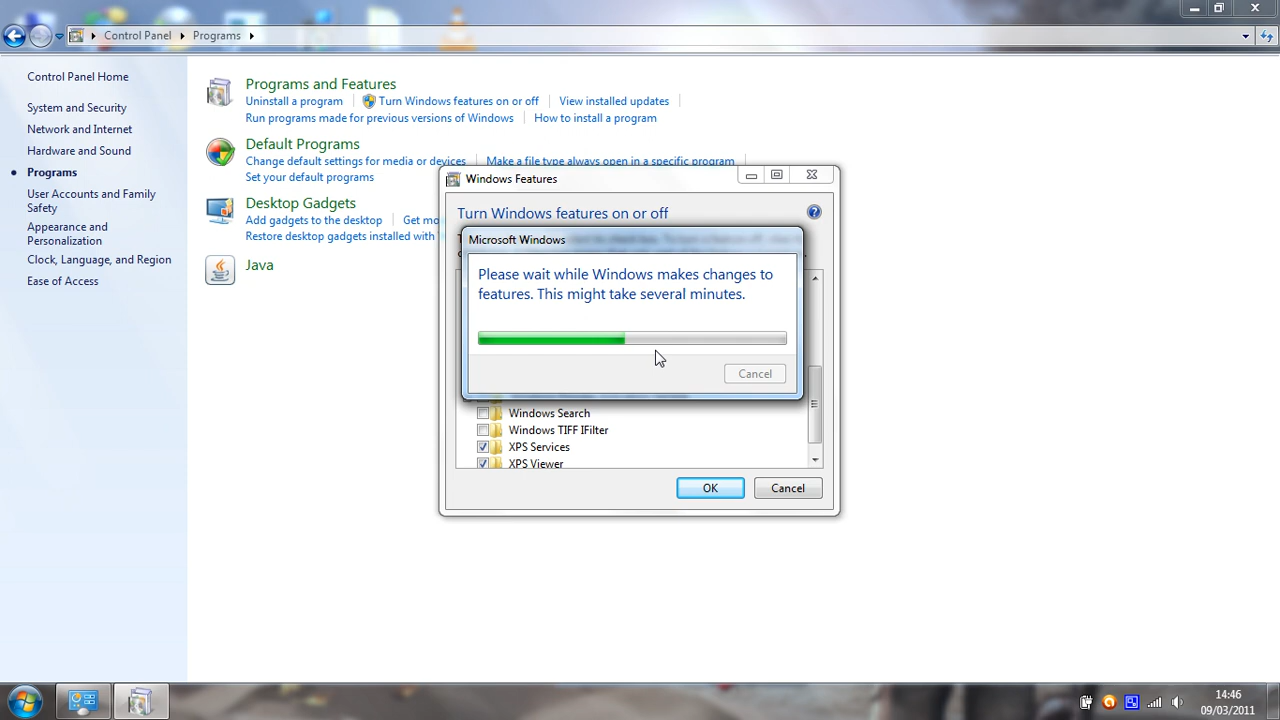 Control Panel
Programs
Control Panel Home
System and Security
Network and Internet
Hardware and Sound
Programs
User Accounts and Family
Safety
Appearance and
Personalization
Clock, Language, and Region
Ease of Access
Programs and Features
Uninstall a program
Turn Windows features on or off
View installed updates
Run programs made for previous versions of Windows
How to install a program
Default Programs
Change default settings for media or devices
Make a file type always open in a specific program
Set your default programs
Desktop Gadgets
Add gadgets to the desktop
Get mo
Restore desktop gadgets installed with
Java
Windows Features
Turn Windows features on or off
Microsoft Windows
Please wait while Windows makes changes to
features. This might take several minutes.
Cancel
Windows Search
Windows TIFF IFilter
XPS Services
XPS Viewer
OK
Cancel
14:46
09/03/2011